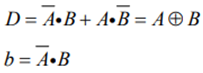 D = A̅•B + A•B̅ = A ⊕ B
b = A̅•B